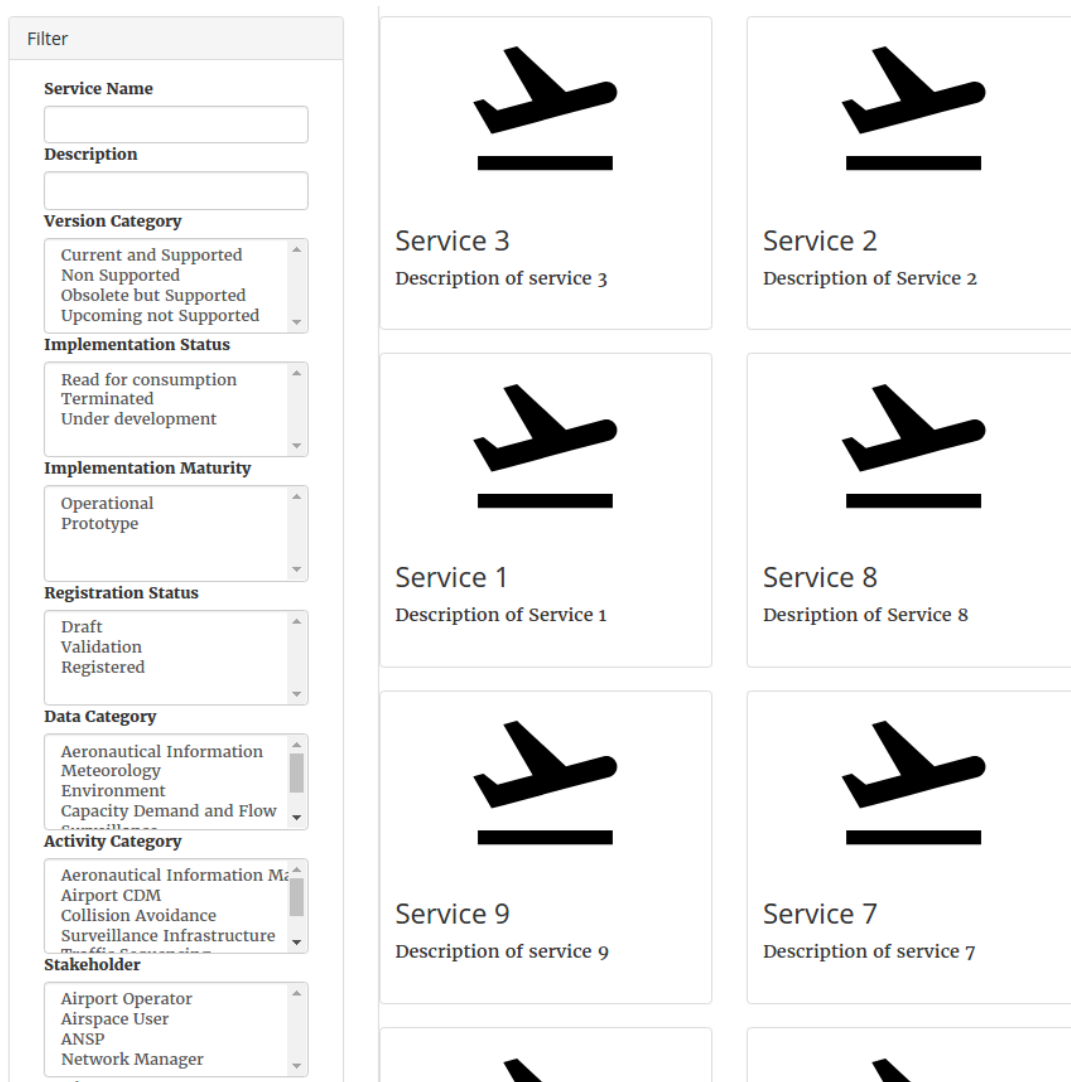 Filter
Service Name
Description
Version Category
Current and Supported
Non Supported
Obsolete but Supported
Upcoming not Supported
Implementation Status
Read for consumption
Terminated
Under development
Implementation Maturity
Operational
Prototype
Registration Status
Draft
Validation
Registered
Data Category
Aeronautical Information
Meteorology
Environment
Capacity Demand and Flow
Activity Category
Aeronautical Information Ma
Airport CDM
Collision Avoidance
Surveillance Infrastructure
Stakeholder
Airport Operator
Airspace User
ANSP
Network Manager
Service 3
Description of service 3
Service 2
Description of Service 2
Service 1
Description of Service 1
Service 8
Desription of Service 8
Service 9
Description of service 9
Service 7
Description of service 7